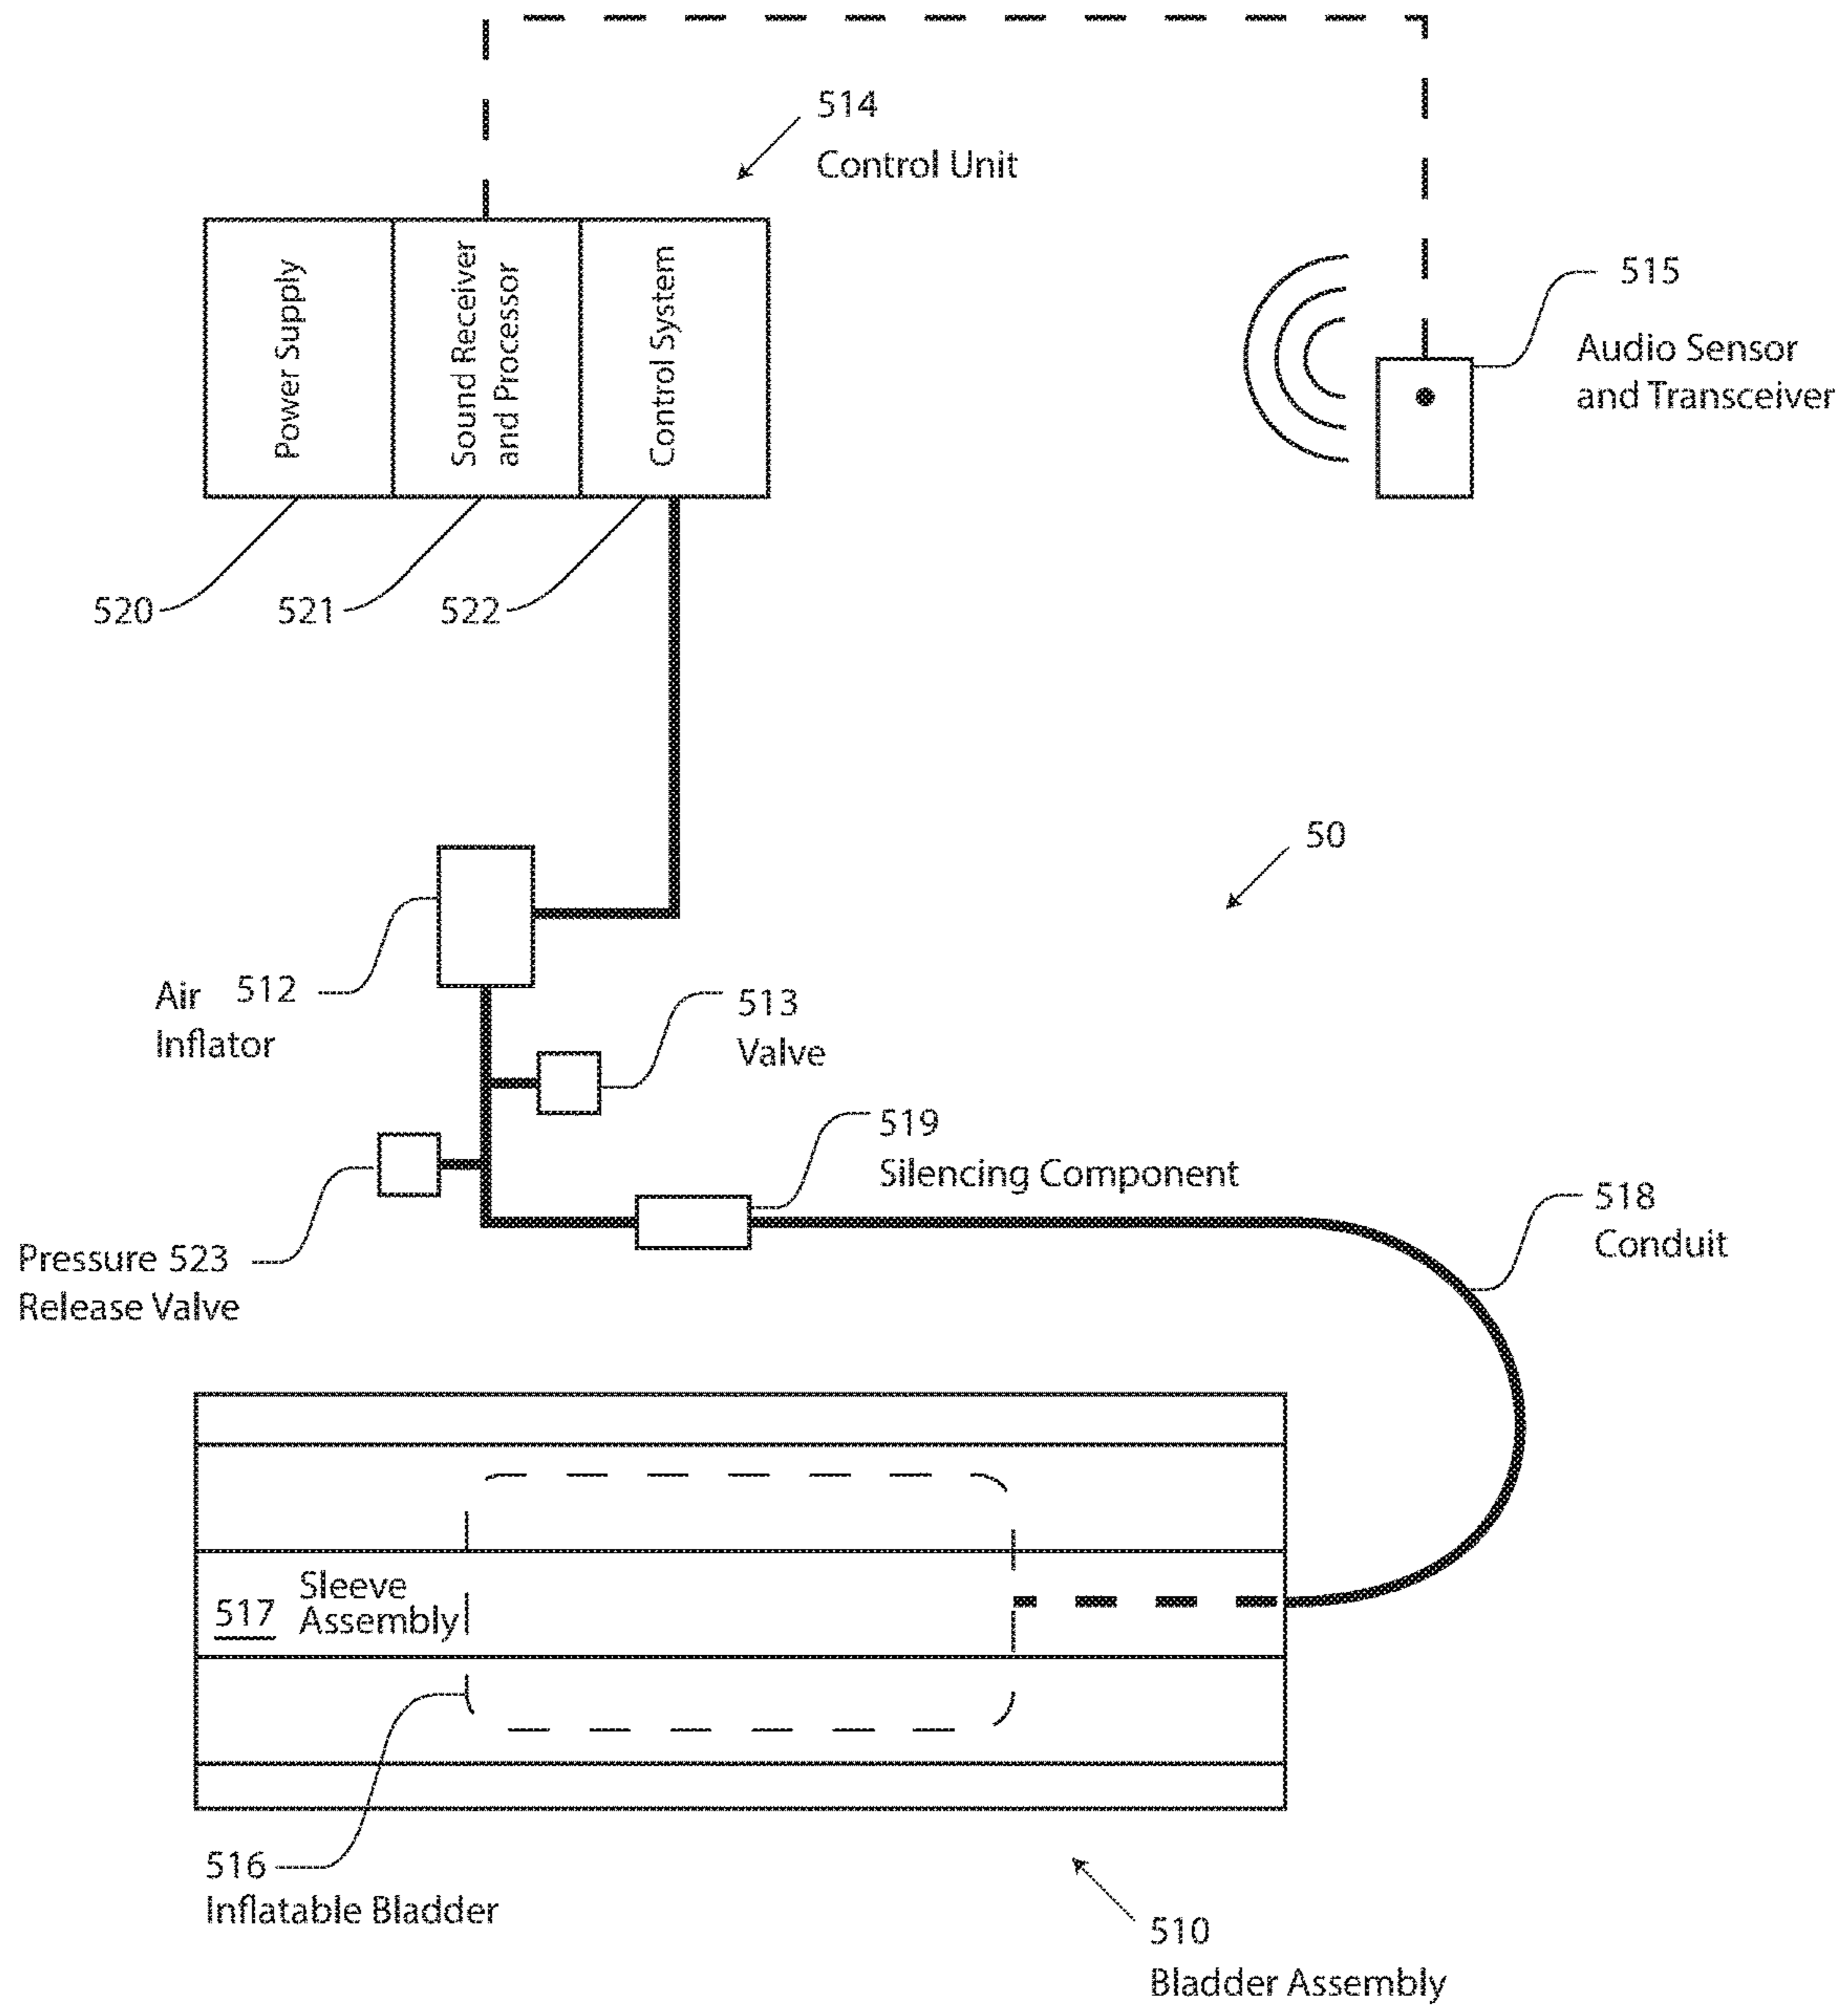 514
Control Unit
Power Supply
Sound Receiver
and Processor
Control System
515
Audio Sensor
and Transceiver
520
521
522
50
Air 512
Inflator
513
Valve
519
Silencing Component
518
Conduit
Pressure 523
Release Valve
517 Sleeve
Assembly
516
Inflatable Bladder
510
Bladder Assembly